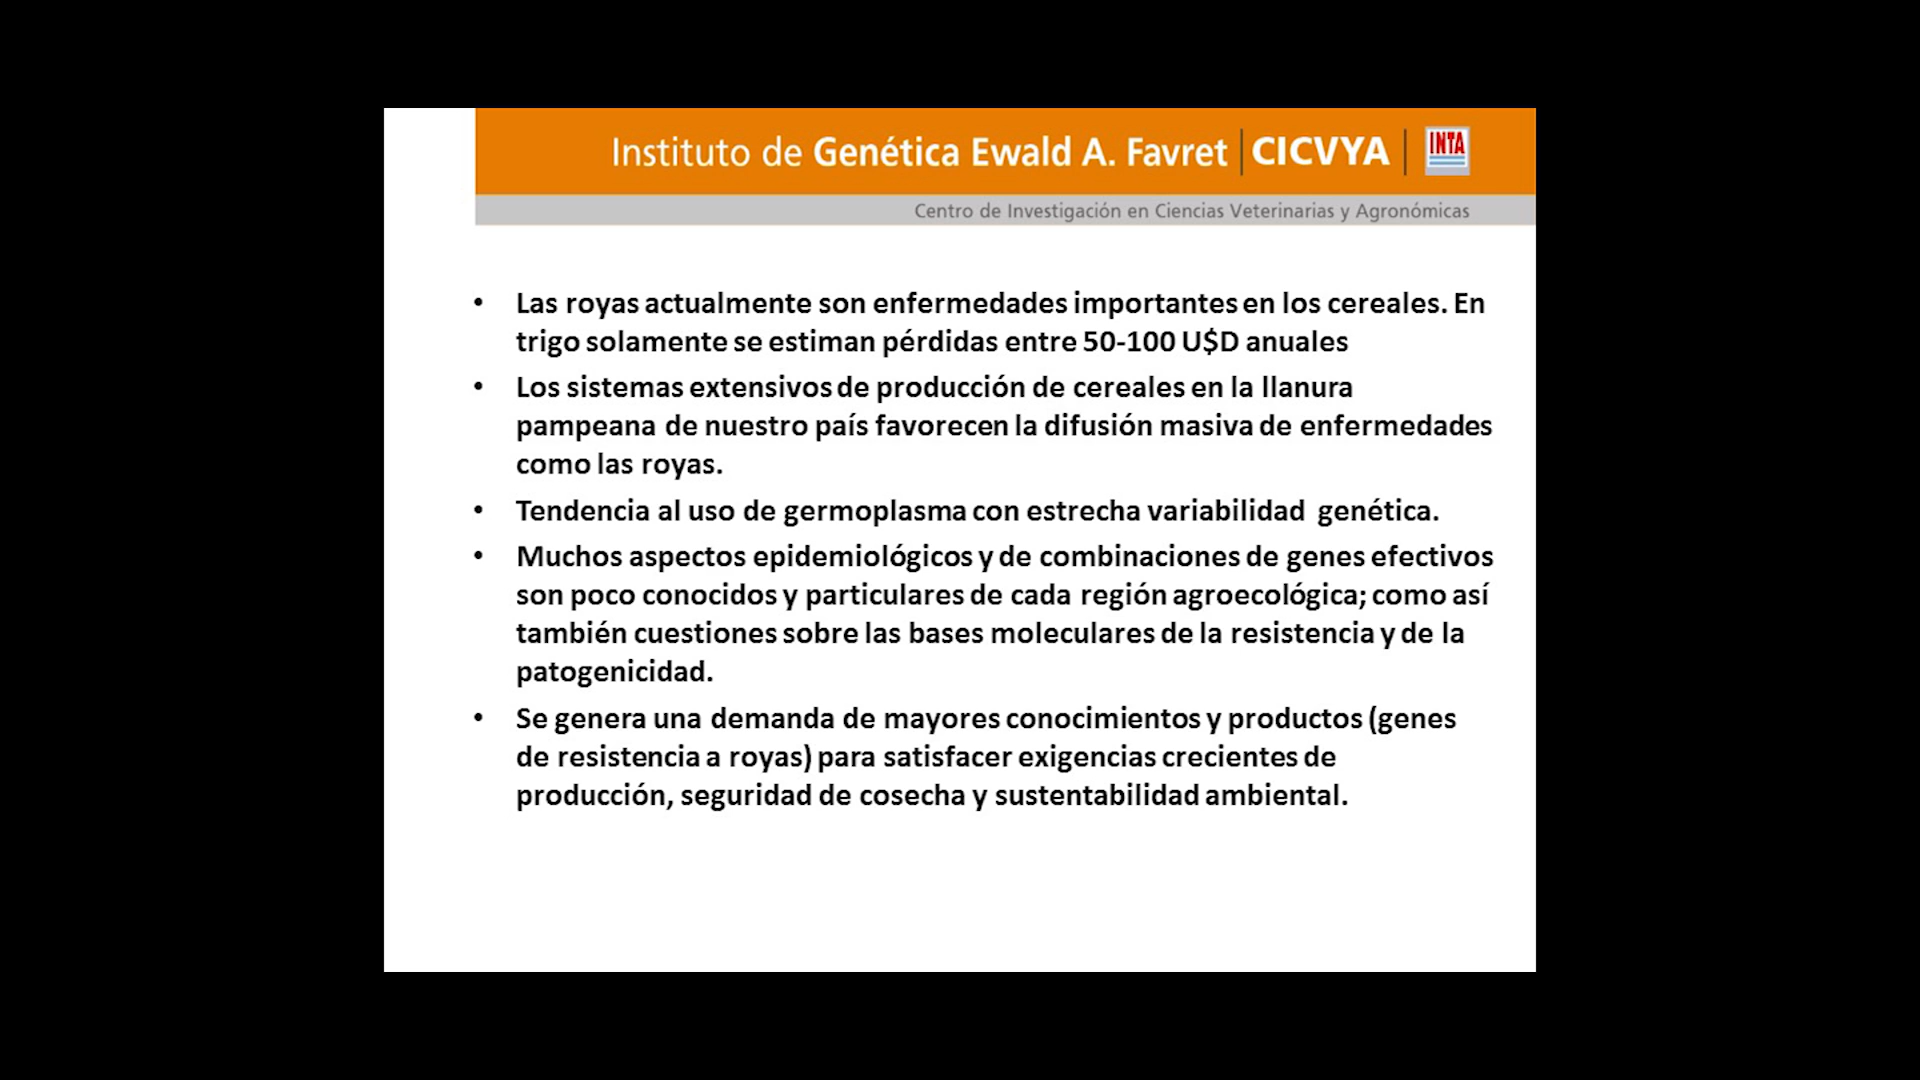 Instituto de Genética Ewald A. Favret | CICVYA | INTA
Centro de Investigación en Ciencias Veterinarias y Agronómicas
• Las royas actualmente son enfermedades importantes en los cereales. En
trigo solamente se estiman pérdidas entre 50-100 U$D anuales
• Los sistemas extensivos de producción de cereales en la llanura
pampeana de nuestro país favorecen la difusión masiva de enfermedades
como las royas.
• Tendencia al uso de germoplasma con estrecha variabilidad genética.
• Muchos aspectos epidemiológicos y de combinaciones de genes efectivos
son poco conocidos y particulares de cada región agroecológica; como así
también cuestiones sobre las bases moleculares de la resistencia y de la
patogenicidad.
• Se genera una demanda de mayores conocimientos y productos (genes
de resistencia a royas) para satisfacer exigencias crecientes de
producción, seguridad de cosecha y sustentabilidad ambiental.